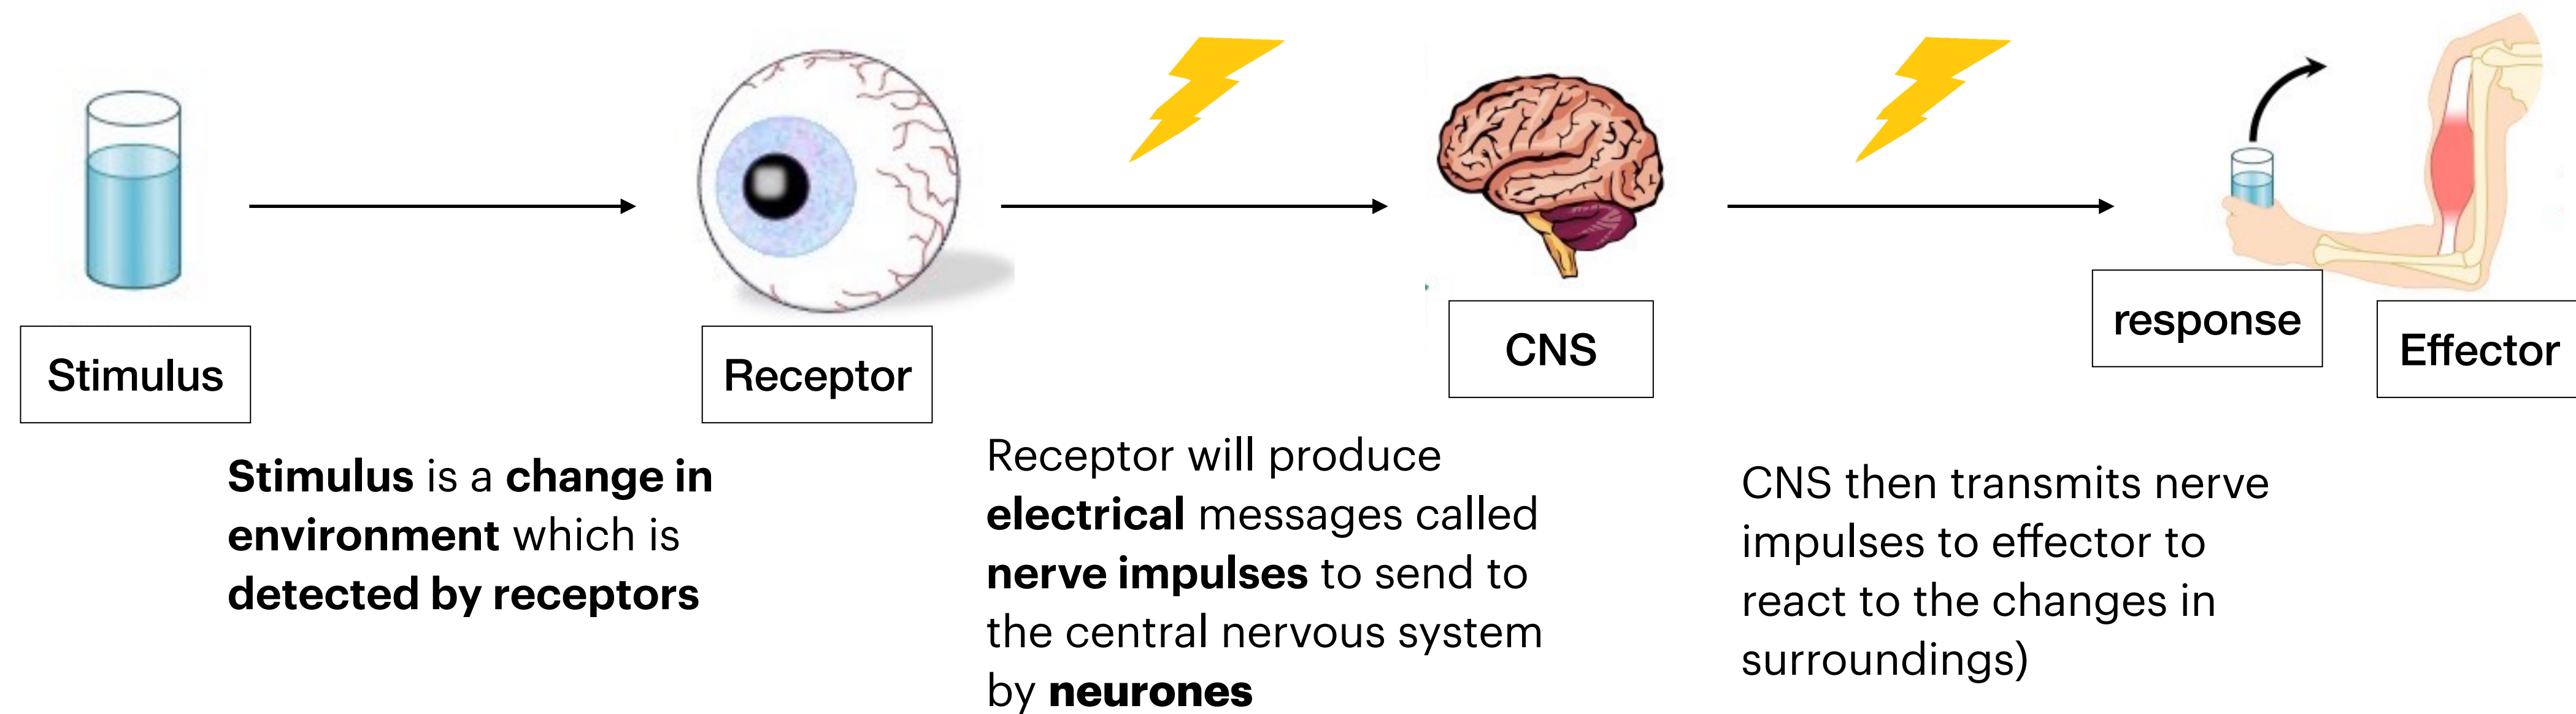 Stimulus
Receptor
CNS
response
Effector
Stimulus is a change in
environment which is
detected by receptors
Receptor will produce
electrical messages called
nerve impulses to send to
the central nervous system
by neurones
CNS then transmits nerve
impulses to effector to
react to the changes in
surroundings)